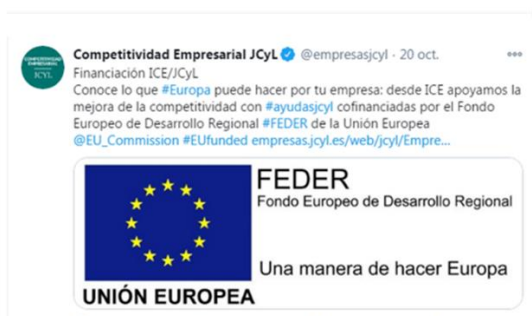 COMPETITIVIDAD
EMPRESARIAL
JCYL
Competitividad Empresarial JCyL @empresasjcyl · 20 oct.
Financiación ICE/JCyL
Conoce lo que #Europa puede hacer por tu empresa: desde ICE apoyamos la
mejora de la competitividad con #ayudasjcyl cofinanciadas por el Fondo
Europeo de Desarrollo Regional #FEDER de la Unión Europea
@EU_Commission #EUfunded empresas.jcyl.es/web/jcyl/Empre...
FEDER
Fondo Europeo de Desarrollo Regional
Una manera de hacer Europa
UNIÓN EUROPEA